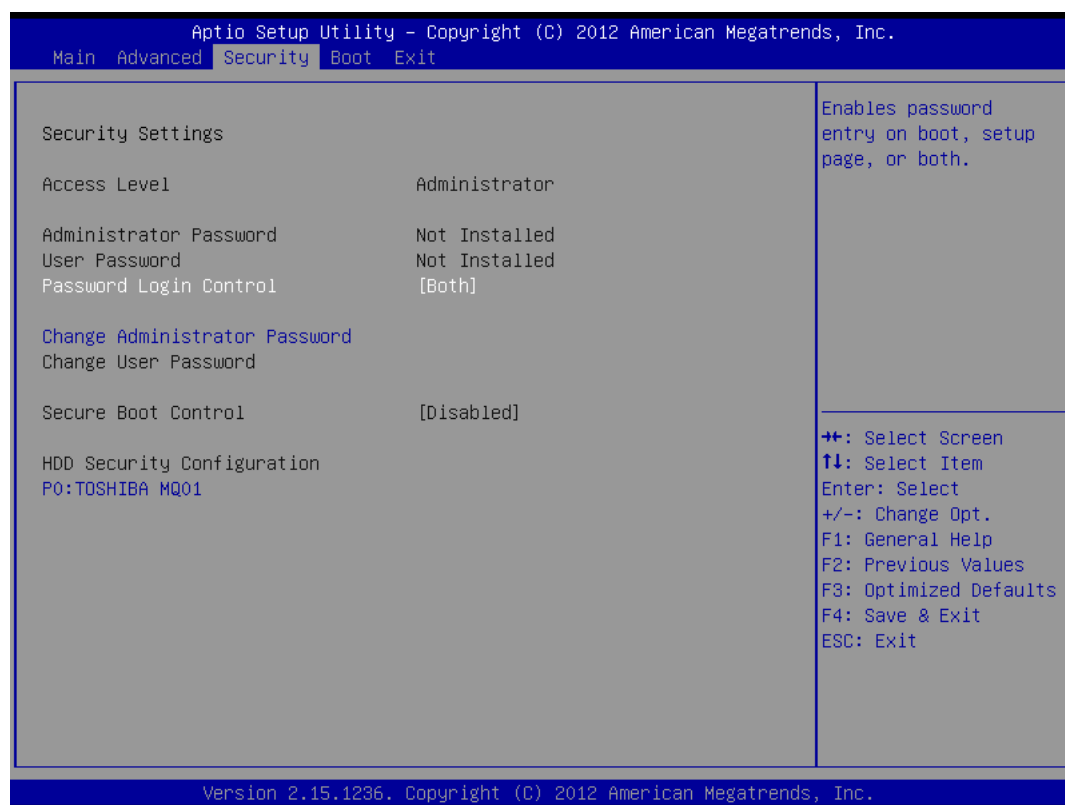 Aptio Setup Utility – Copyright (C) 2012 American Megatrends, Inc.
Main Advanced Security Boot Exit
Security Settings
Access Level Administrator
Administrator Password Not Installed
User Password Not Installed
Password Login Control [Both]
Change Administrator Password
Change User Password
Secure Boot Control [Disabled]
HDD Security Configuration
P0:TOSHIBA MQ01
Enables password
entry on boot, setup
page, or both.
→←: Select Screen
↑↓: Select Item
Enter: Select
+/-: Change Opt.
F1: General Help
F2: Previous Values
F3: Optimized Defaults
F4: Save & Exit
ESC: Exit
Version 2.15.1236. Copyright (C) 2012 American Megatrends, Inc.